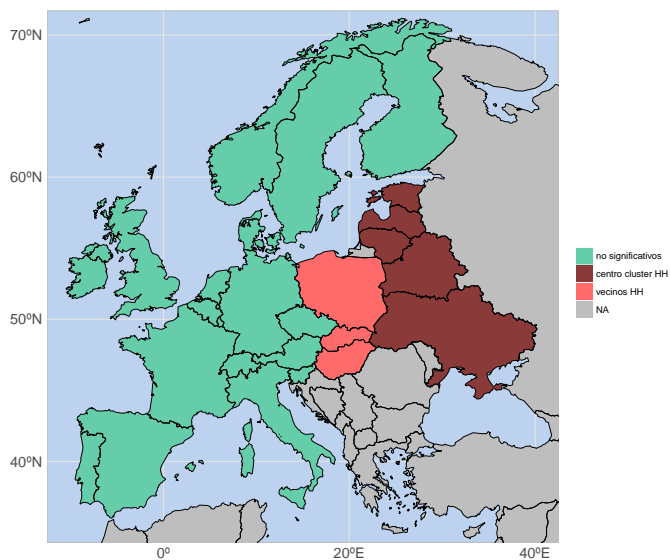 70ºN
60ºN
50ºN
40ºN
0º
20ºE
40ºE
no significativos
centro cluster HH
vecinos HH
NA